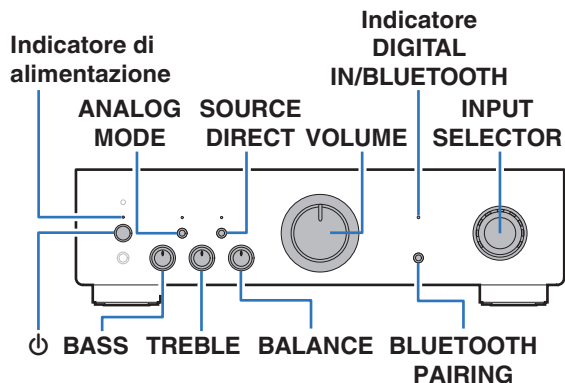 Indicatore di
alimentazione
ANALOG
MODE
SOURCE
DIRECT
VOLUME
Indicatore
DIGITAL
IN/BLUETOOTH
INPUT
SELECTOR
BASS
TREBLE
BALANCE
BLUETOOTH
PAIRING